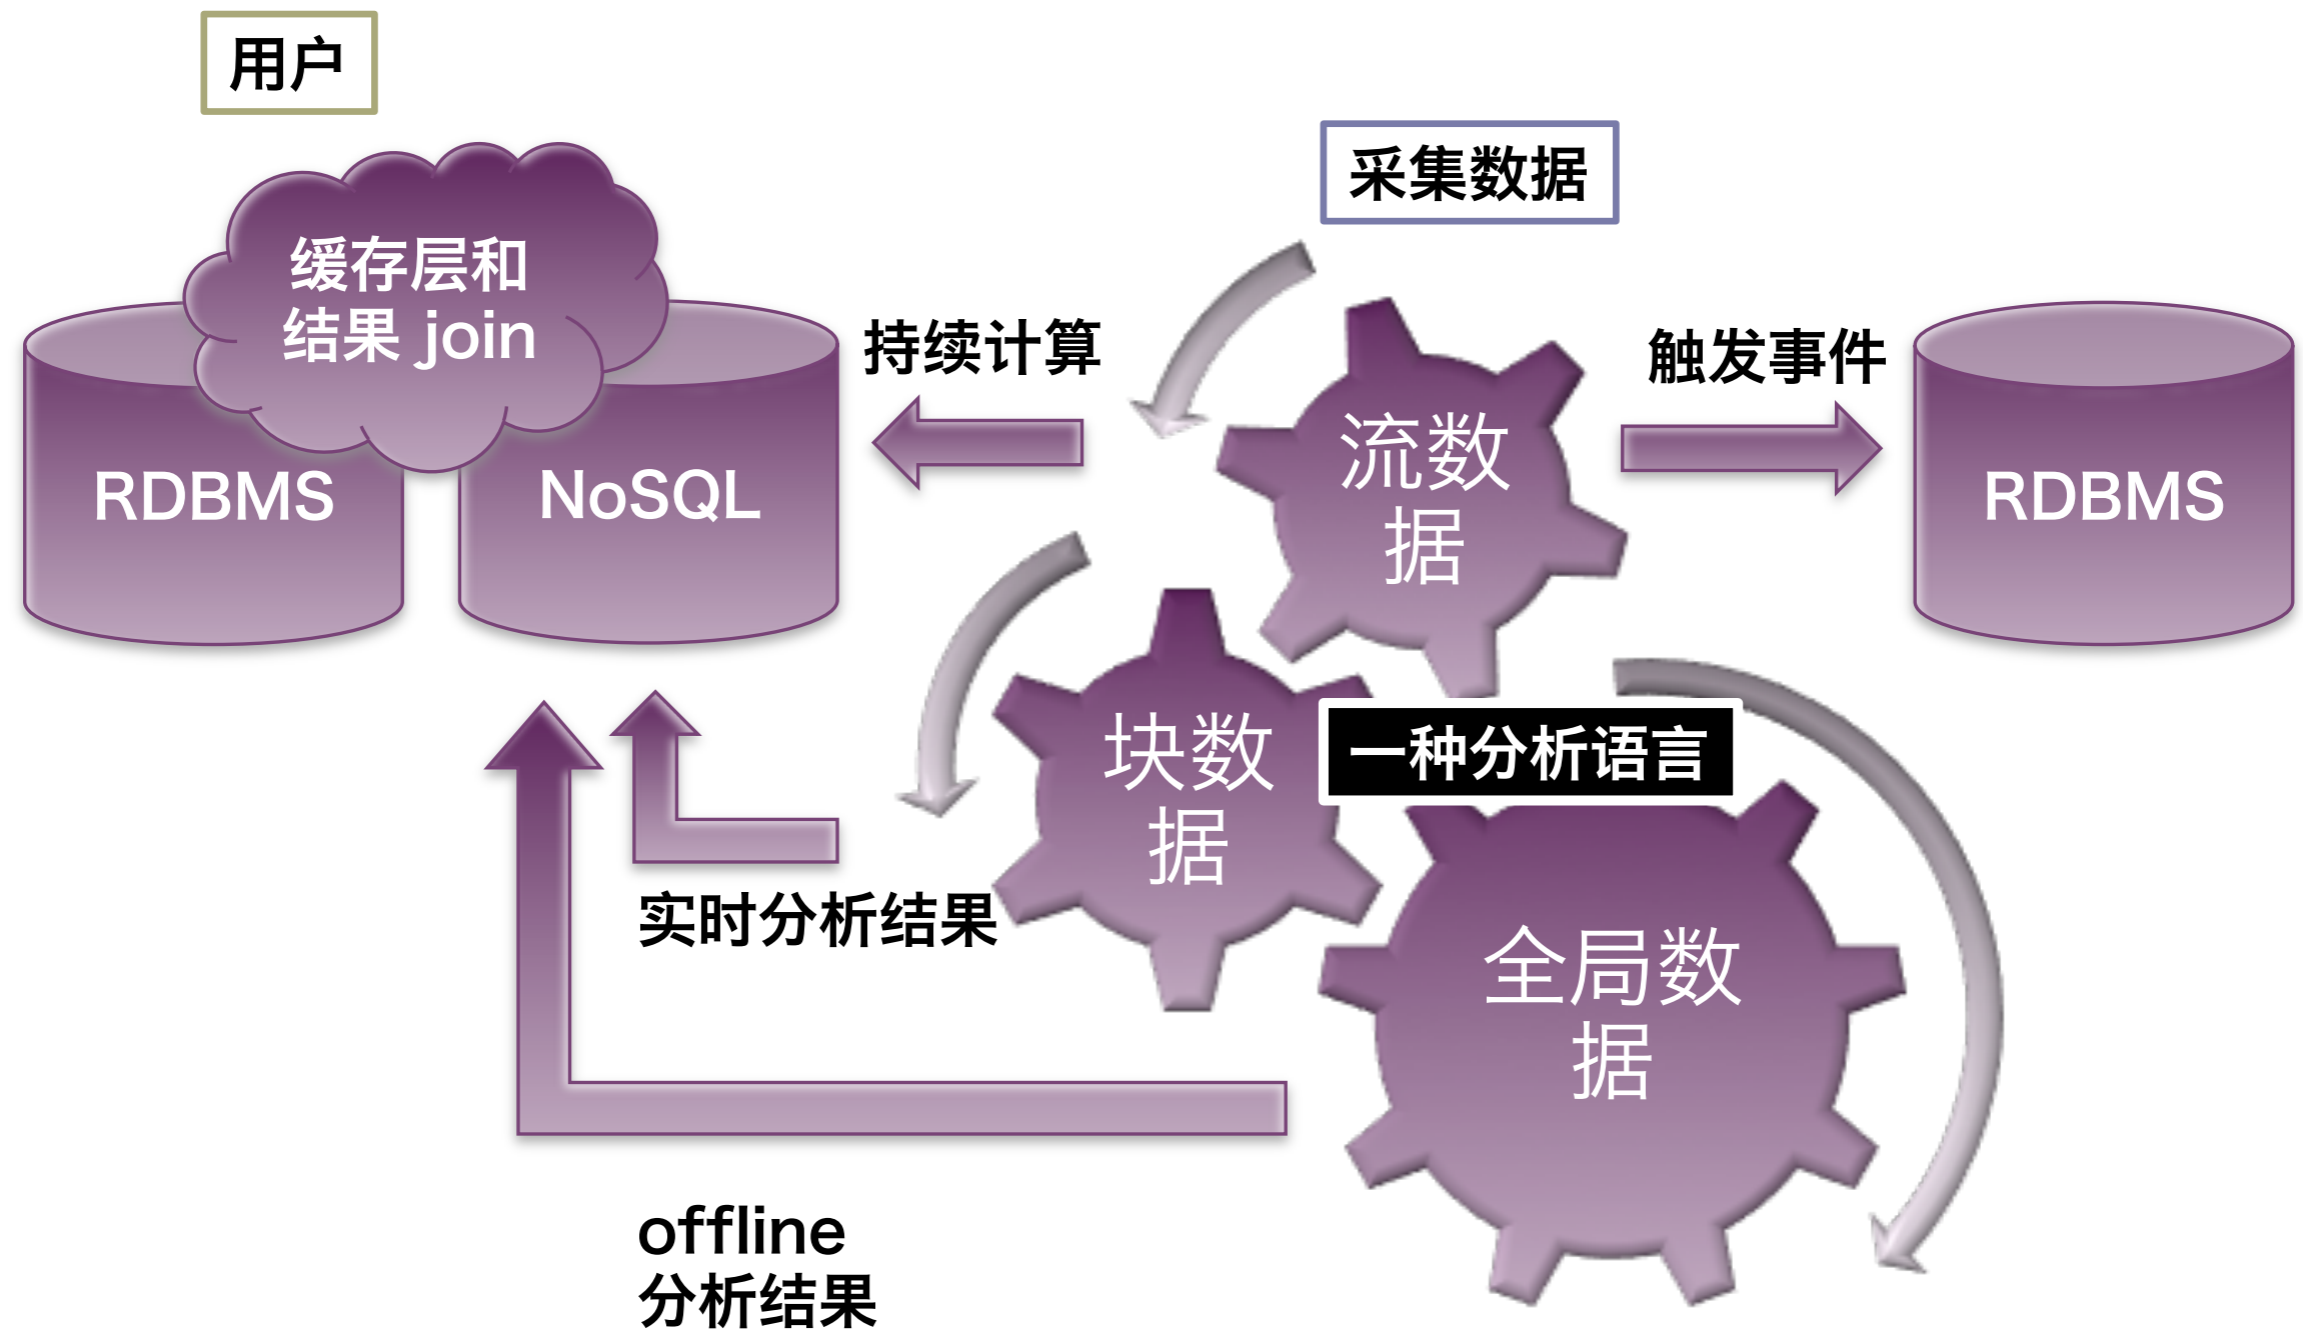 用户
采集数据
缓存层和
结果 join
持续计算
触发事件
RDBMS
NoSQL
流数
据
RDBMS
块数
据
一种分析语言
实时分析结果
全局数
据
offline
分析结果